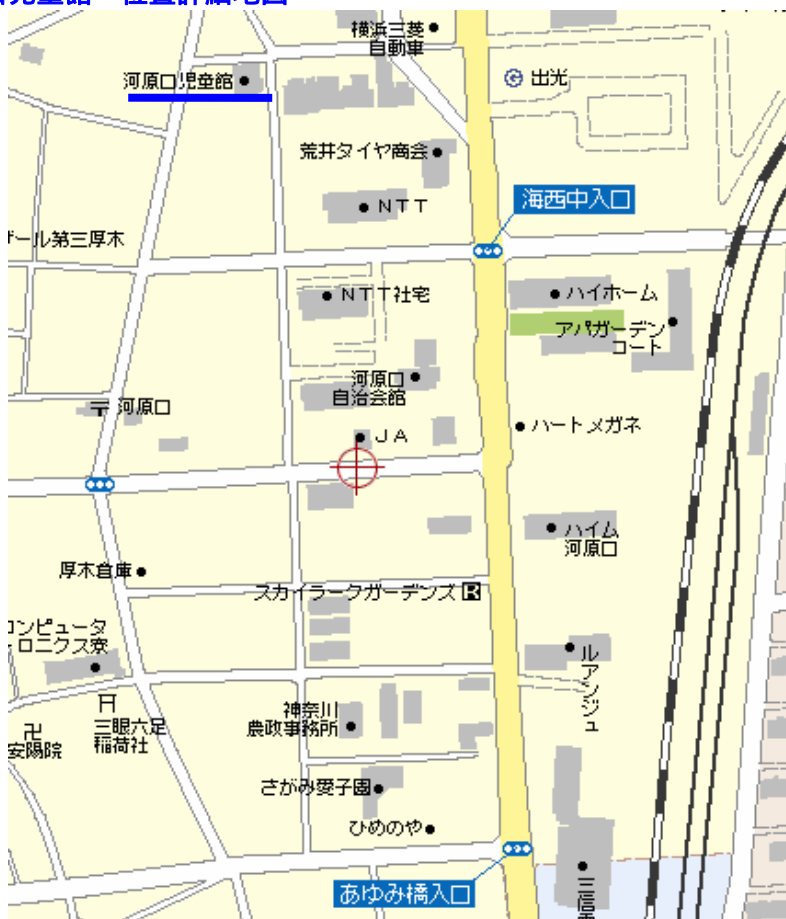 児童館 位置詳細地図
横浜三菱
自動車
河原口児童館
出光
荒井タイヤ商会
NTT
海西中入口
ザール第三厚木
NTT社宅
ハイホーム
アパガーデン
コート
河原口
自治会館
〒河原口
JA
ハートメガネ
ハイム
河原口
厚木倉庫
スカイラークガーデンズ R
コンピュータ
ロニクス寮
ルアンジュ
三眼六足
稲荷社
卍
安陽院
神奈川
農政事務所
さがみ愛子園
ひめのや
あゆみ橋入口
三信